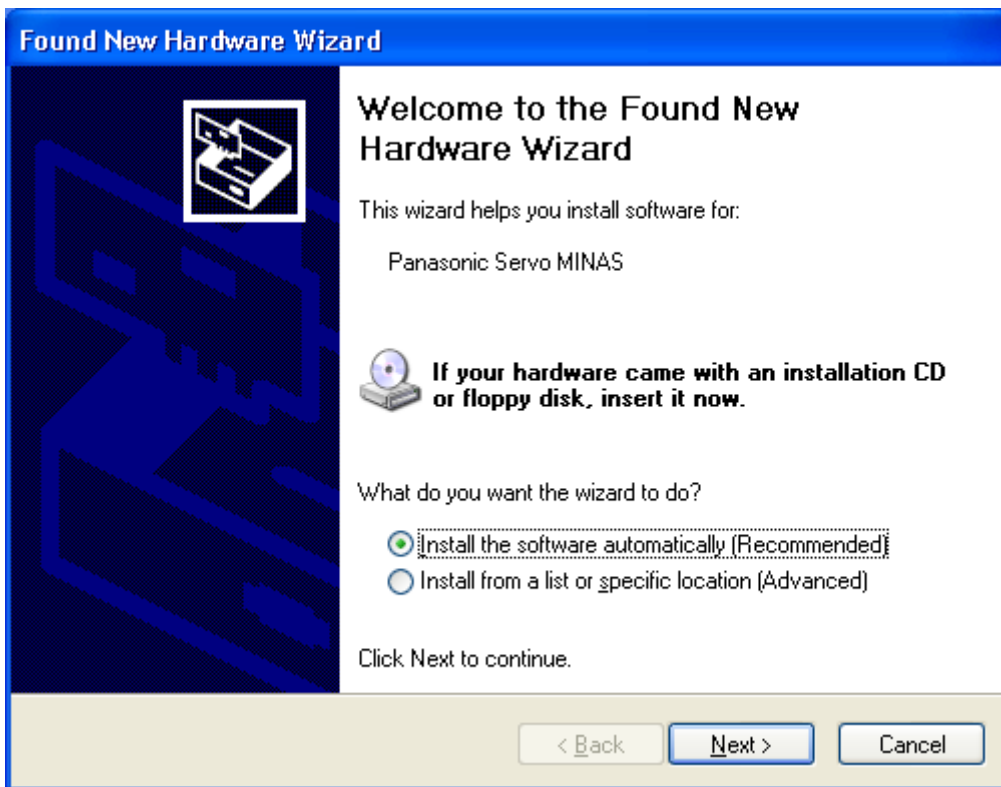 Found New Hardware Wizard
Welcome to the Found New
Hardware Wizard
This wizard helps you install software for:
Panasonic Servo MINAS
If your hardware came with an installation CD
or floppy disk, insert it now.
What do you want the wizard to do?
Install the software automatically (Recommended)
Install from a list or specific location (Advanced)
Click Next to continue.
< Back
Next >
Cancel